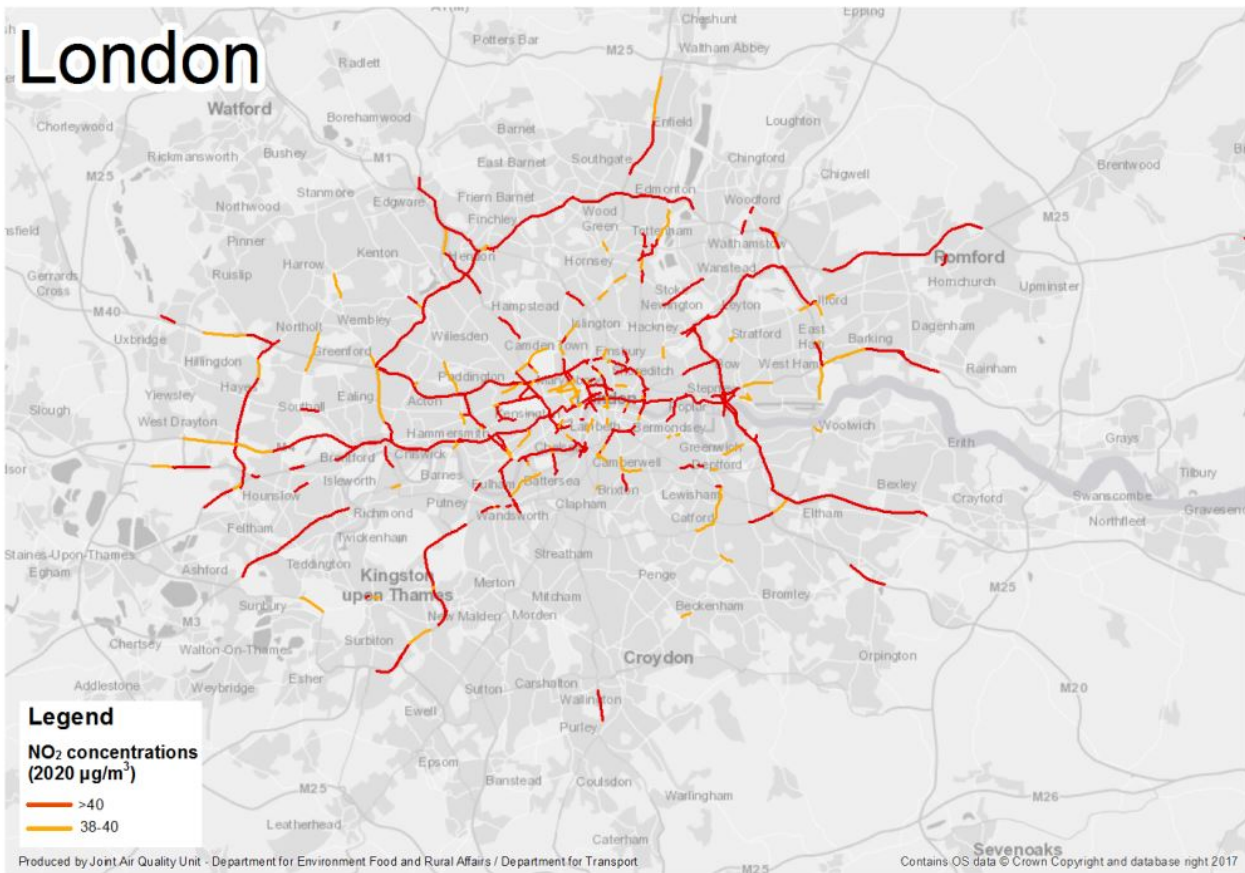 London
A1(M)
Cheshunt
Epping
Potters Bar
M25
Waltham Abbey
Radlett
Watford
Borehamwood
Enfield
Loughton
Chorleywood
Barnet
Rickmansworth
Bushey
M1
East Barnet
Southgate
Chingford
Chigwell
Brentwood
M25
Stanmore
Edgware
Friern Barnet
Edmonton
Woodford
Northwood
Finchley
Wood
Green
M25
Pinner
Kenton
Tottenham
Walthamstow
Gerrards
Cross
Harrow
Hendon
Hornsey
Wanstead
Romford
Ruislip
Hornchurch
Upminster
M40
Hampstead
Stoke
Newington
Leyton
Ilford
Uxbridge
Northolt
Wembley
Willesden
Islington
Hackney
Stratford
East
Ham
Dagenham
Hillingdon
Greenford
Camden Town
Finsbury
Barking
Yiewsley
Hayes
Paddington
Shoreditch
Bow
West Ham
Rainham
Slough
Southall
Ealing
Acton
Kensington
London
Stepney
Poplar
West Drayton
Hammersmith
Lambeth
Bermondsey
Woolwich
M4
Brentford
Chiswick
Chelsea
Greenwich
Erith
Grays
Isleworth
Barnes
Fulham
Battersea
Camberwell
Deptford
Tilbury
Hounslow
Putney
Brixton
Lewisham
Bexley
Crayford
Swanscombe
Feltham
Richmond
Wandsworth
Clapham
Catford
Eltham
Northfleet
Gravesend
Staines-Upon-Thames
Twickenham
Streatham
Egham
Ashford
Teddington
Kingston
upon Thames
Merton
Penge
M25
Sunbury
Mitcham
Bromley
M3
New Malden
Morden
Beckenham
Chertsey
Surbiton
Walton-On-Thames
Croydon
Orpington
Addlestone
Weybridge
Esher
Sutton
Carshalton
Wallington
M20
Ewell
Purley
Epsom
Banstead
Coulsdon
M25
Warlingham
M26
Leatherhead
Caterham
Sevenoaks
M25
Legend
NO₂ concentrations
(2020 µg/m³)
>40
38-40
Produced by Joint Air Quality Unit - Department for Environment Food and Rural Affairs / Department for Transport
Contains OS data © Crown Copyright and database right 2017